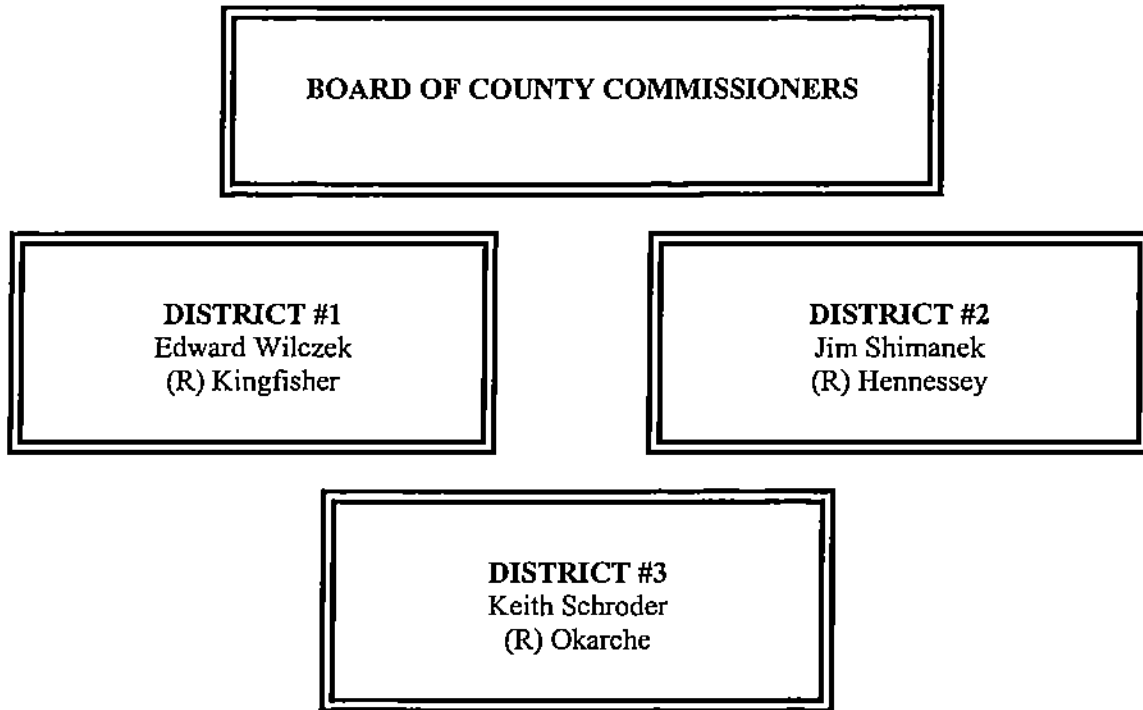 BOARD OF COUNTY COMMISSIONERS
DISTRICT #1
Edward Wilczek
(R) Kingfisher
DISTRICT #2
Jim Shimanek
(R) Hennessey
DISTRICT #3
Keith Schroder
(R) Okarche